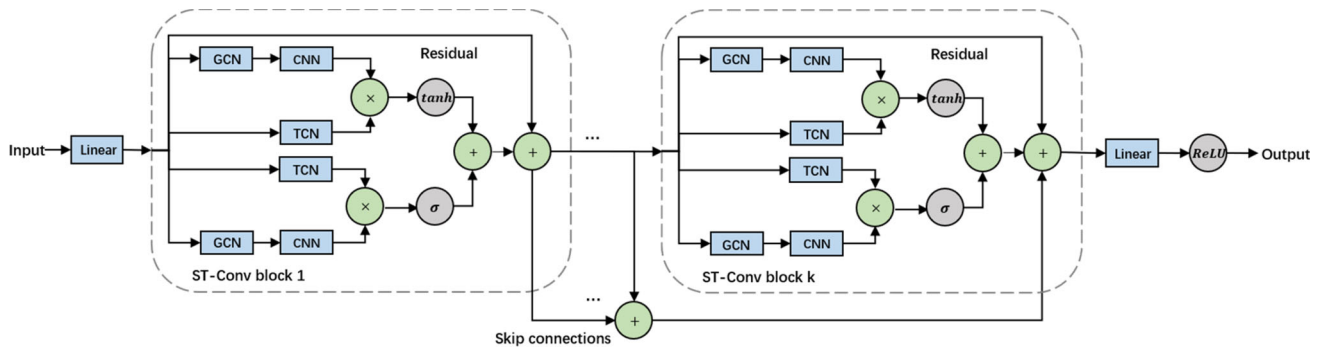 Input
Linear
GCN
CNN
Residual
×
tanh
TCN
+
+
TCN
×
σ
GCN
CNN
ST-Conv block 1
...
GCN
CNN
Residual
×
tanh
TCN
+
+
TCN
×
σ
GCN
CNN
ST-Conv block k
Linear
ReLU
Output
...
+
Skip connections